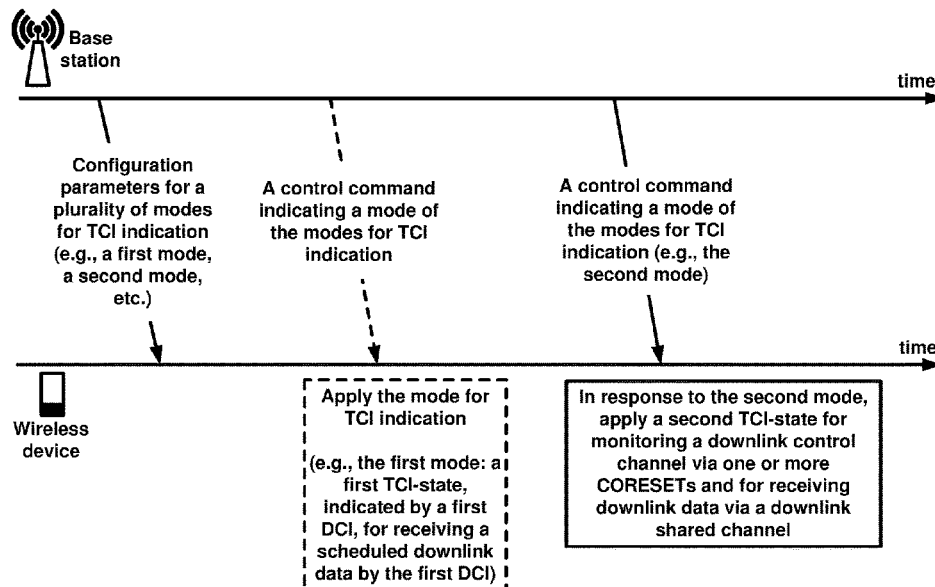 Base
station
time
Configuration
parameters for a
plurality of modes
for TCI indication
(e.g., a first mode,
a second mode,
etc.)
A control command
indicating a mode of
the modes for TCI
indication
A control command
indicating a mode of
the modes for TCI
indication (e.g., the
second mode)
time
Wireless
device
Apply the mode for
TCI indication
(e.g., the first mode: a
first TCI-state,
indicated by a first
DCI, for receiving a
scheduled downlink
data by the first DCI)
In response to the second mode,
apply a second TCI-state for
monitoring a downlink control
channel via one or more
CORESETs and for receiving
downlink data via a downlink
shared channel